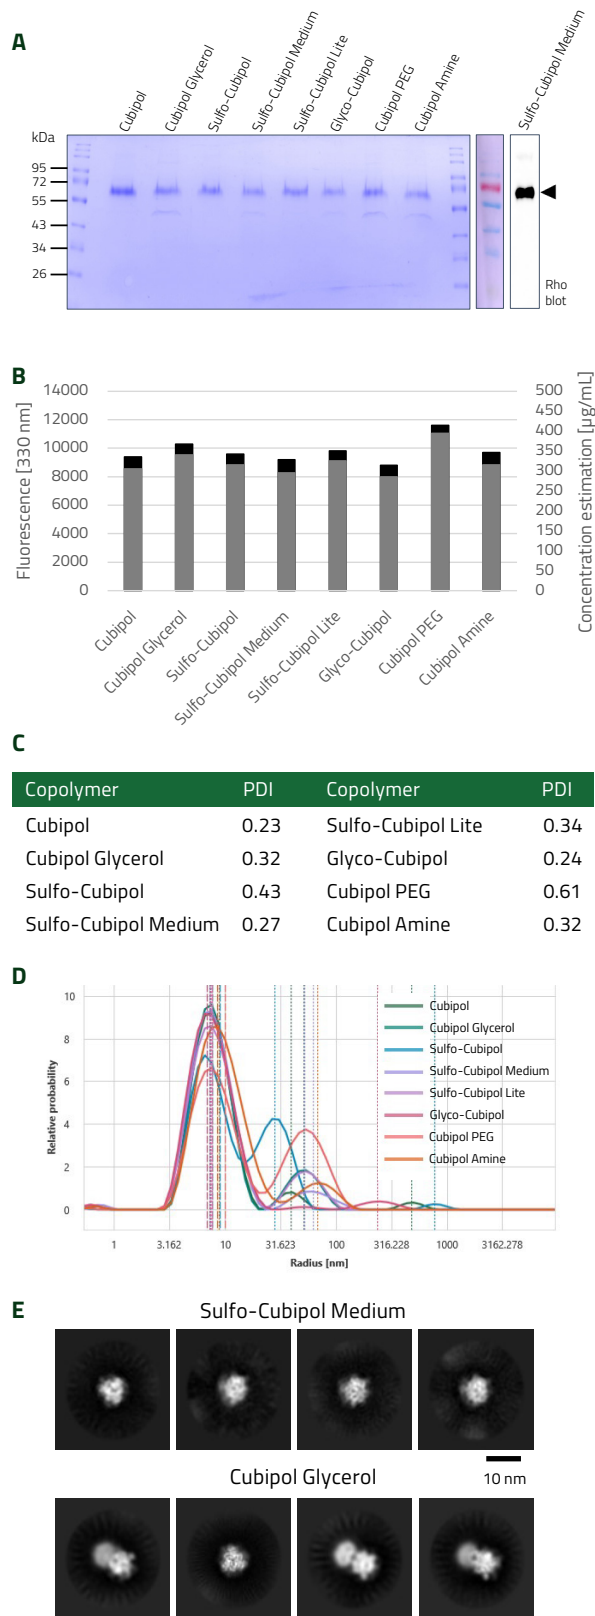 A
Cubipol
Cubipol Glycerol
Sulfo-Cubipol
Sulfo-Cubipol Medium
Sulfo-Cubipol Lite
Glyco-Cubipol
Cubipol PEG
Cubipol Amine
Sulfo-Cubipol Medium
kDa
95
72
55
43
34
26
Rho
blot
B
Fluorescence [330 nm]
14000
12000
10000
8000
6000
4000
2000
0
500
450
400
350
300
250
200
150
100
50
0
Concentration estimation [µg/mL]
Cubipol
Cubipol Glycerol
Sulfo-Cubipol
Sulfo-Cubipol Medium
Sulfo-Cubipol Lite
Glyco-Cubipol
Cubipol PEG
Cubipol Amine
C
Copolymer PDI Copolymer PDI
Cubipol 0.23 Sulfo-Cubipol Lite 0.34
Cubipol Glycerol 0.32 Glyco-Cubipol 0.24
Sulfo-Cubipol 0.43 Cubipol PEG 0.61
Sulfo-Cubipol Medium 0.27 Cubipol Amine 0.32
D
Relative probability
10
8
6
4
2
0
Cubipol
Cubipol Glycerol
Sulfo-Cubipol
Sulfo-Cubipol Medium
Sulfo-Cubipol Lite
Glyco-Cubipol
Cubipol PEG
Cubipol Amine
1 3.162 10 31.623 100 316.228 1000 3162.278
Radius [nm]
E
Sulfo-Cubipol Medium
10 nm
Cubipol Glycerol